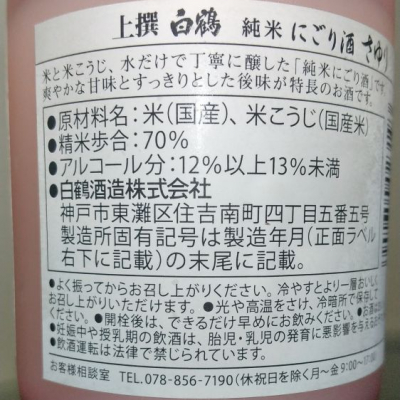 上撰 白鶴 純米 にごり酒 さゆり
米と米こうじ、水だけで丁寧に醸した「純米にごり酒」です。
爽やかな甘味とすっきりとした後味が特長のお酒です。
●原材料名：米(国産)、米こうじ(国産米)
●精米歩合：70%
●アルコール分：12%以上13%未満
●白鶴酒造株式会社
神戸市東灘区住吉南町四丁目五番五号
製造所固有記号は製造年月(正面ラベル
右下に記載)の末尾に記載。
●よく振ってからお召し上がりください。冷やすとより一層おいしく
お召し上がりいただけます。●光や高温をさけ、冷暗所で保存して
ください。●開栓後は、できるだけ早めにお飲みください。●お酒は
●妊娠中や授乳期の飲酒は、胎児・乳児の発育に悪影響を与える
●飲酒運転は法律で禁じられています。
お客様相談室 TEL.078-856-7190(休祝日を除く月〜金 9:00〜